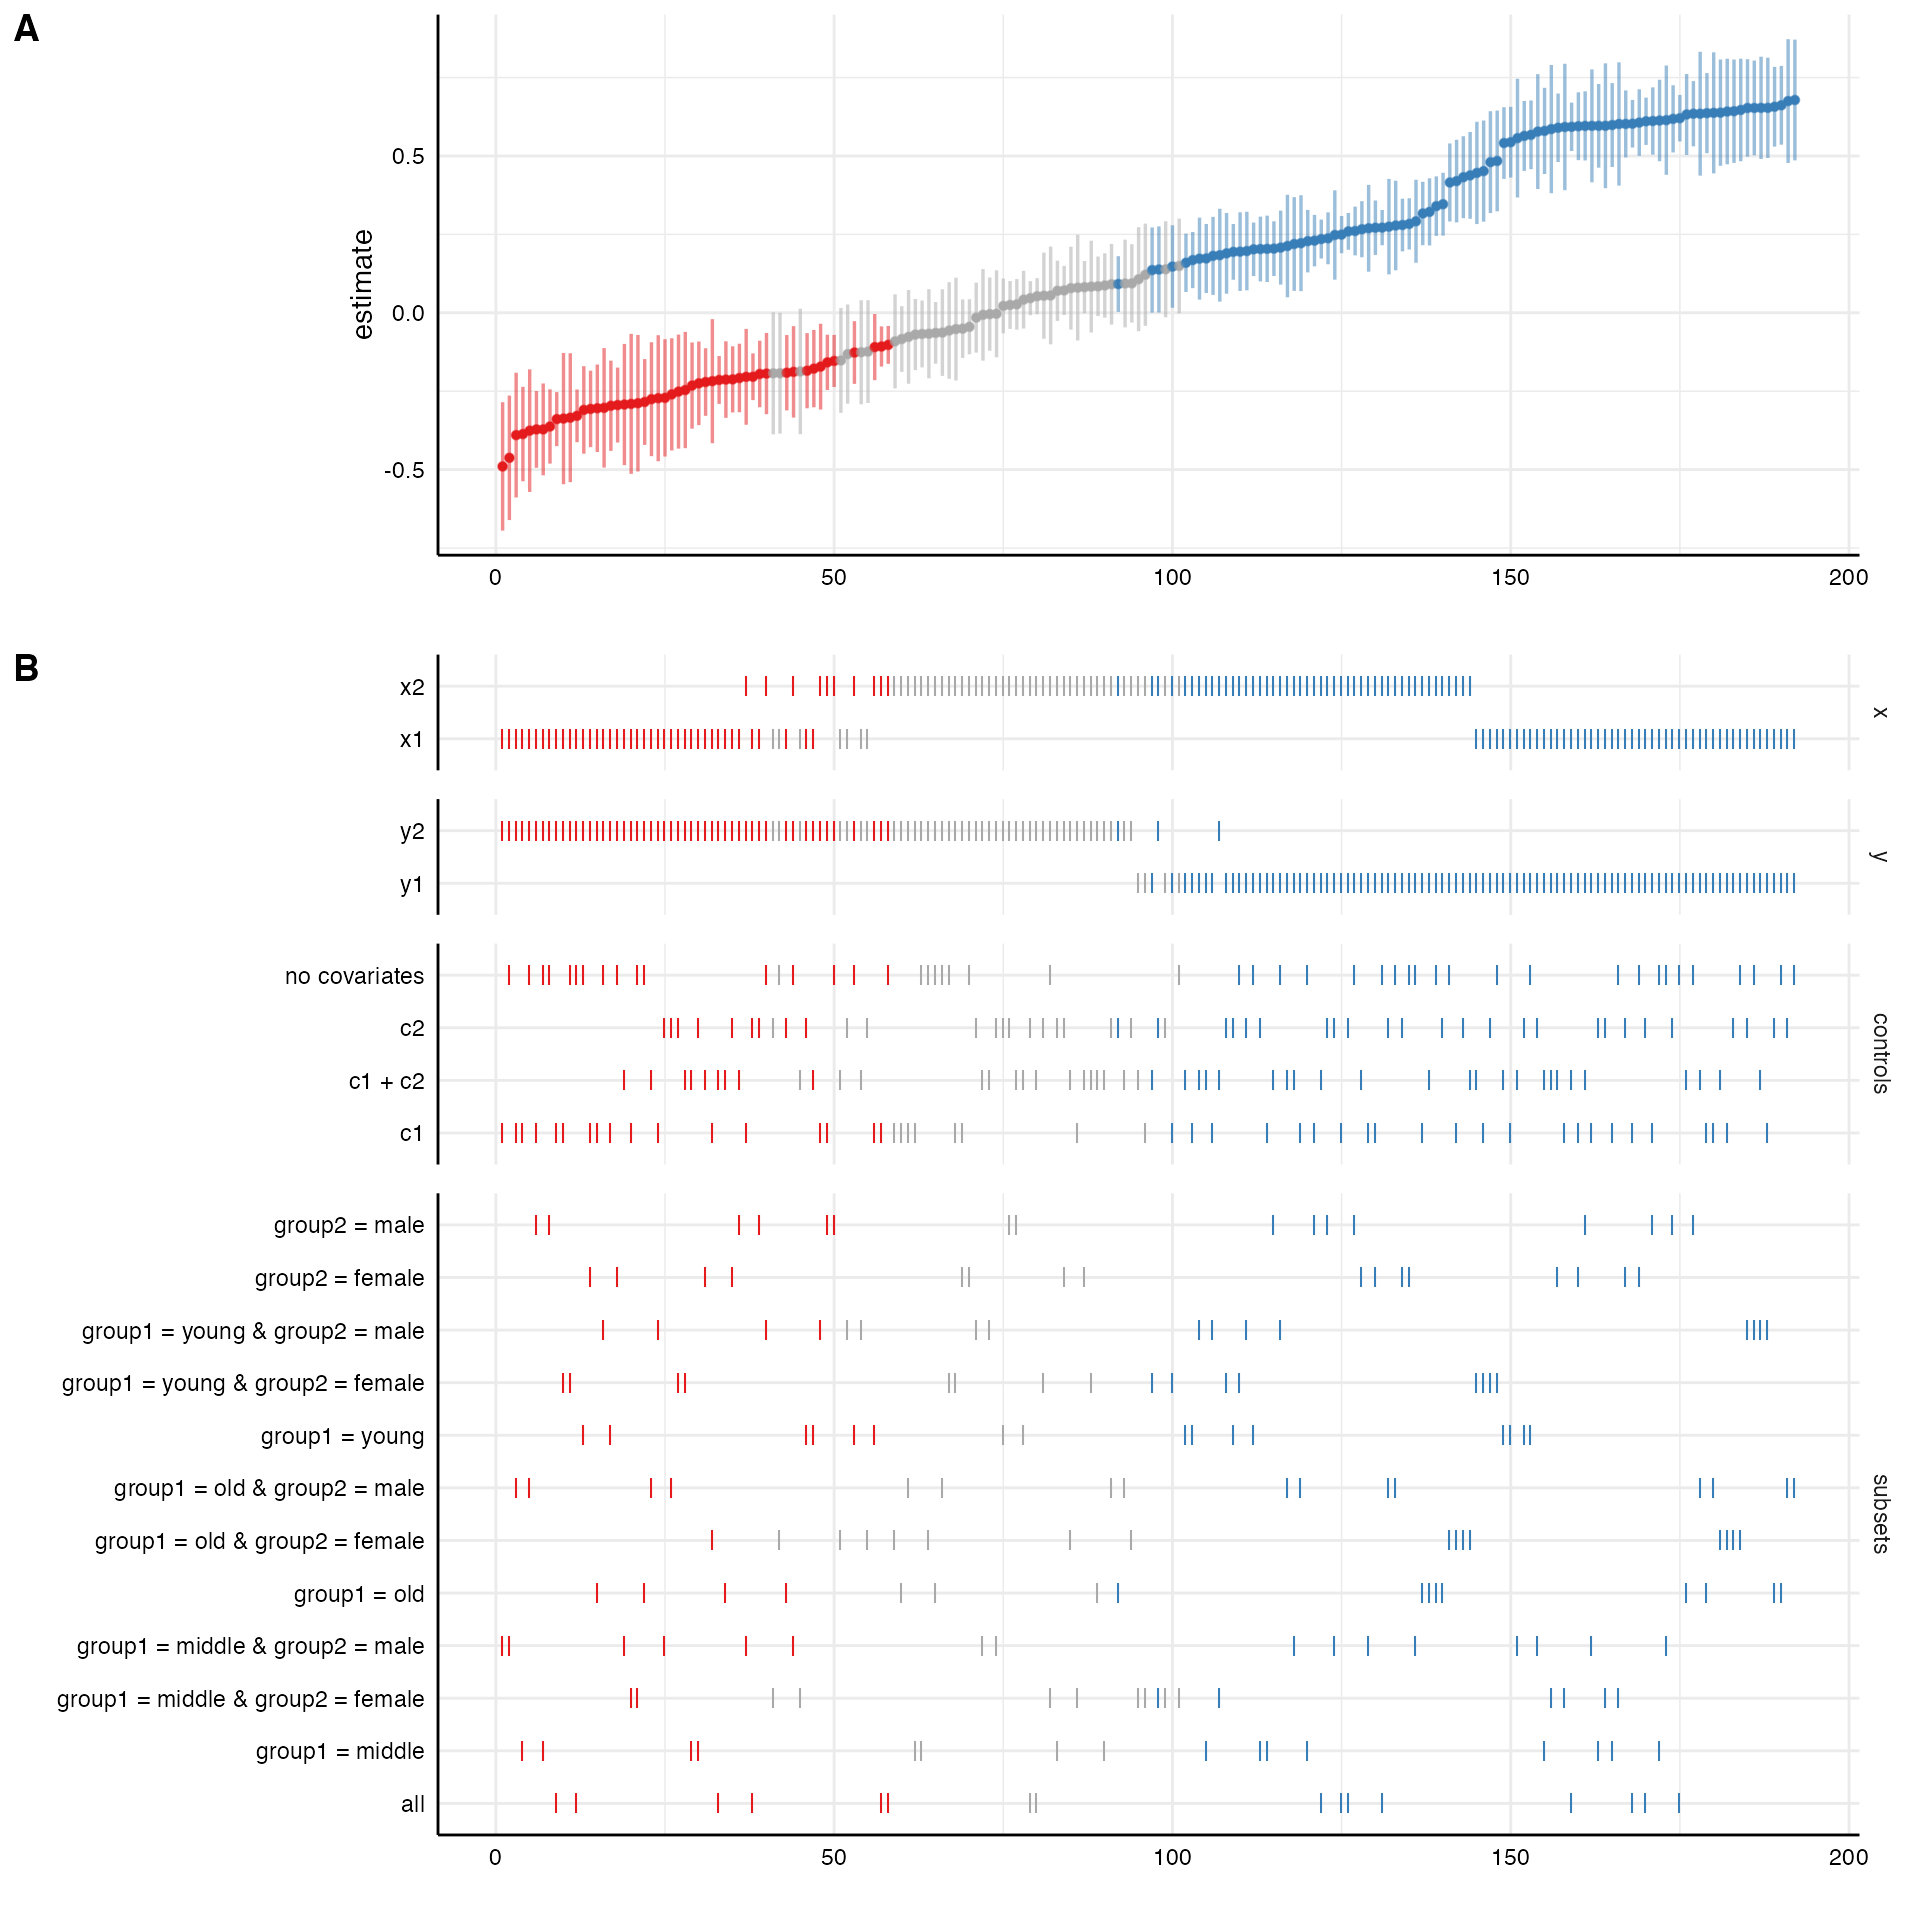 A
estimate
0.5
0.0
-0.5
0
50
100
150
200
B
x2
x1
x
y2
y1
y
no covariates
c2
c1 + c2
c1
controls
group2 = male
group2 = female
group1 = young & group2 = male
group1 = young & group2 = female
group1 = young
group1 = old & group2 = male
group1 = old & group2 = female
group1 = old
group1 = middle & group2 = male
group1 = middle & group2 = female
group1 = middle
all
subsets
0
50
100
150
200